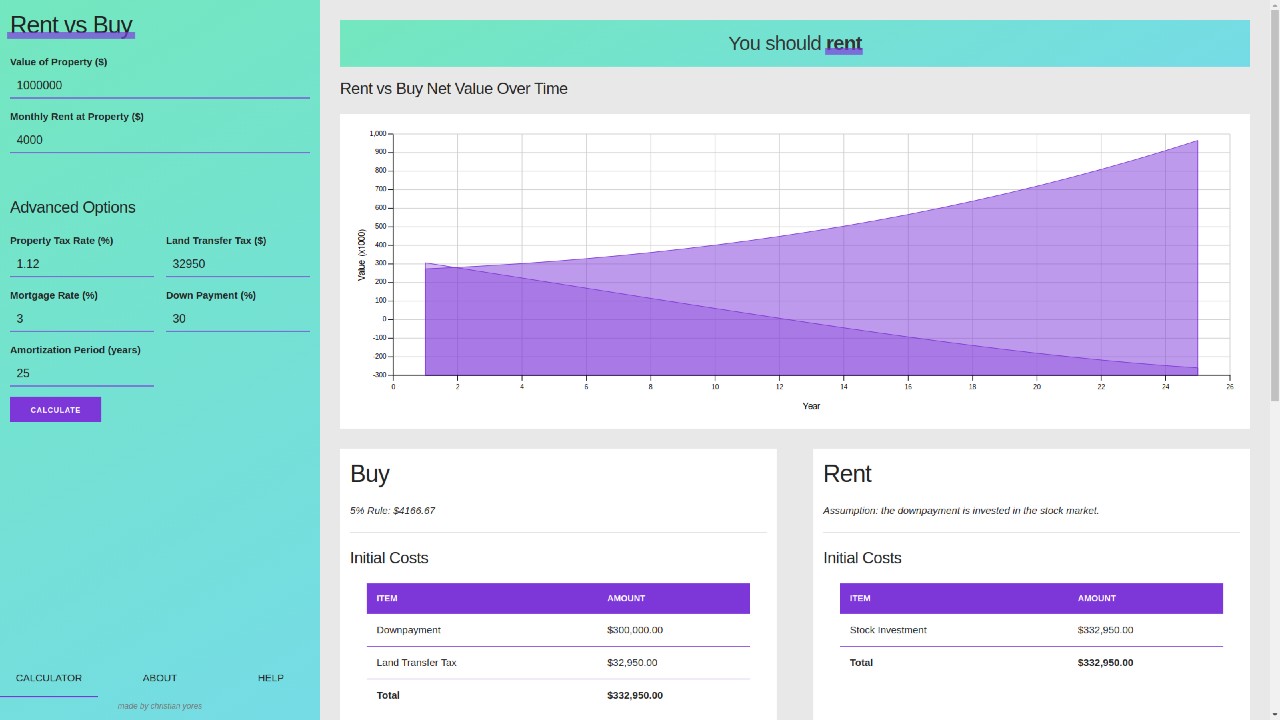 Rent vs Buy
Value of Property ($)
1000000
Monthly Rent at Property ($)
4000
Advanced Options
Property Tax Rate (%) Land Transfer Tax ($)
1.12 32950
Mortgage Rate (%) Down Payment (%)
3 30
Amortization Period (years)
25
CALCULATE
CALCULATOR ABOUT HELP
made by christian yores
You should rent
Rent vs Buy Net Value Over Time
1,000
900
800
700
600
500
400
300
200
100
0
-100
-200
-300
Value (x1000)
0 2 4 6 8 10 12 14 16 18 20 22 24 26
Year
Buy
5% Rule: $4166.67
Initial Costs
ITEM AMOUNT
Downpayment $300,000.00
Land Transfer Tax $32,950.00
Total $332,950.00
Rent
Assumption: the downpayment is invested in the stock market.
Initial Costs
ITEM AMOUNT
Stock Investment $332,950.00
Total $332,950.00